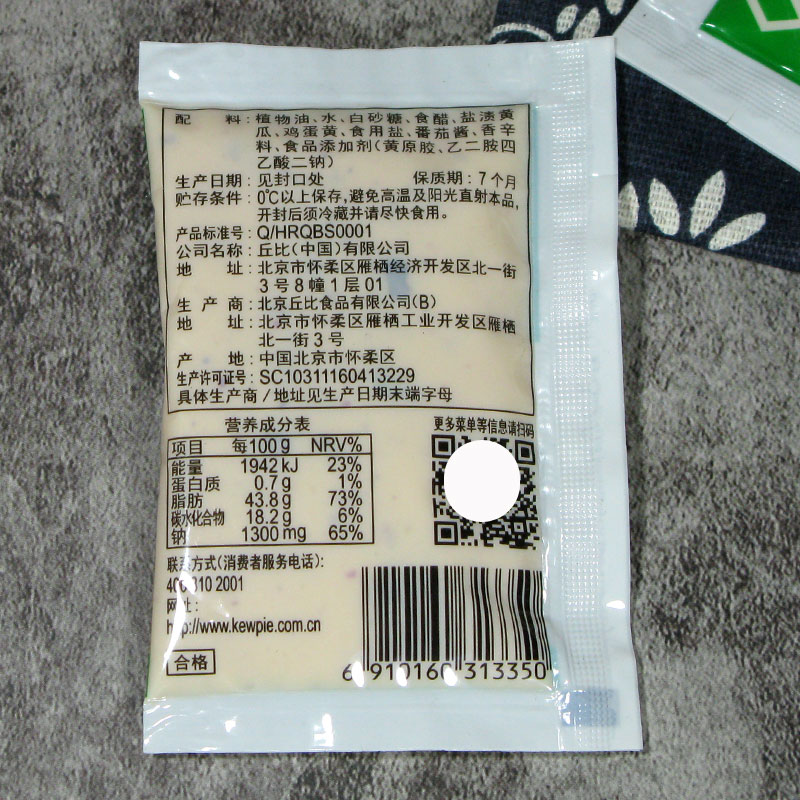 配　料：植物油、水、白砂糖、食醋、盐渍黄
瓜、鸡蛋黄、食用盐、番茄酱、香辛
料、食品添加剂（黄原胶、乙二胺四
乙酸二钠）
生产日期：见封口处　保质期：7个月
贮存条件：0℃以上保存,避免高温及阳光直射本品,
开封后须冷藏并请尽快食用。
产品标准号：Q/HRQBS0001
公司名称：丘比（中国）有限公司
地　址：北京市怀柔区雁栖经济开发区北一街
3号8幢1层01
生 产 商：北京丘比食品有限公司(B)
地　址：北京市怀柔区雁栖工业开发区雁栖
北一街3号
产　地：中国北京市怀柔区
生产许可证号：SC10311160413229
具体生产商/地址见生产日期末端字母
营养成分表
项目 每100g NRV%
能量 1942kJ 23%
蛋白质 0.7g 1%
脂肪 43.8g 73%
碳水化合物 18.2g 6%
钠 1300mg 65%
更多菜单等信息请扫码
联系方式(消费者服务电话)：
400 810 2001
网址：
http://www.kewpie.com.cn
合格
6 910160 313350